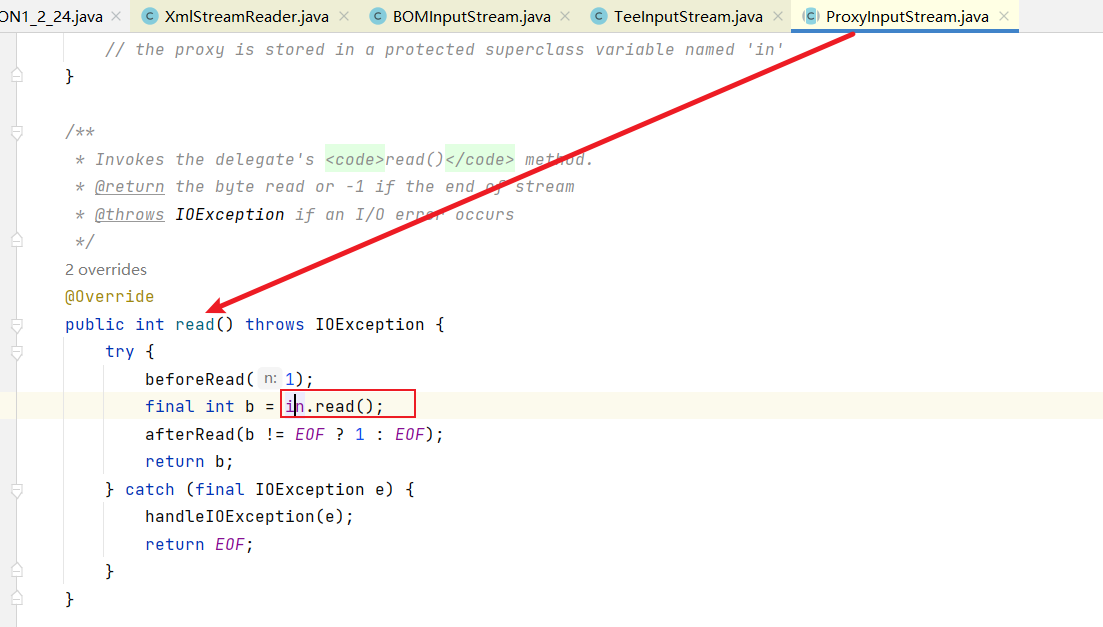 ON1_2_24.java × C XmlStreamReader.java × C BOMInputStream.java × C TeeInputStream.java × C ProxyInputStream.java ×
// the proxy is stored in a protected superclass variable named 'in'
}
/**
* Invokes the delegate's <code>read()</code> method.
* @return the byte read or -1 if the end of stream
* @throws IOException if an I/O error occurs
*/
2 overrides
@Override
public int read() throws IOException {
try {
beforeRead( n: 1);
final int b = in.read();
afterRead(b != EOF ? 1 : EOF);
return b;
} catch (final IOException e) {
handleIOException(e);
return EOF;
}
}